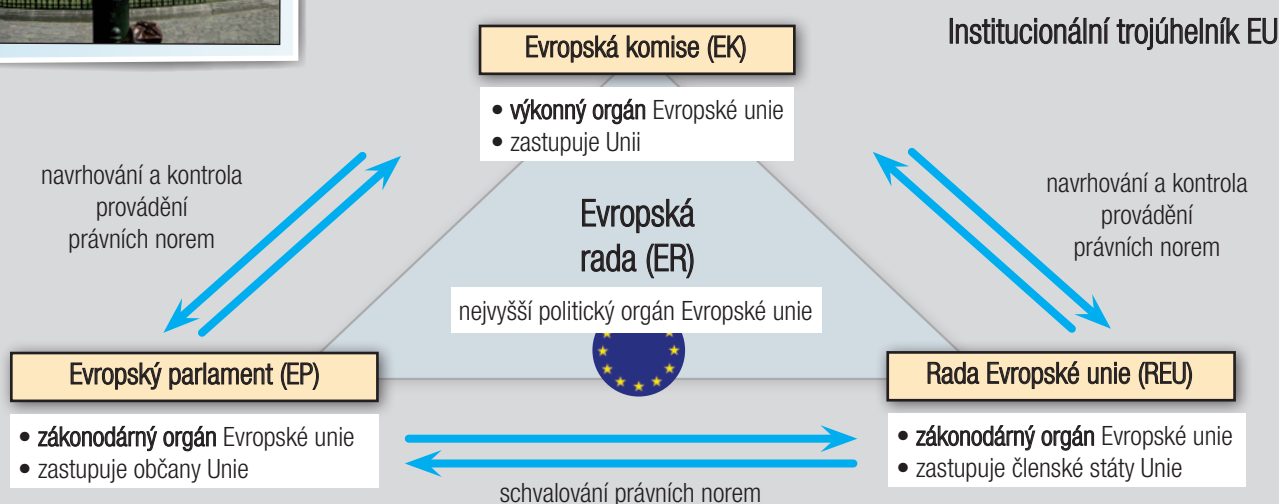 Institucionální trojúhelník EU
Evropská komise (EK)
• výkonný orgán Evropské unie
• zastupuje Unii
navrhování a kontrola
provádění
právních norem
navrhování a kontrola
provádění
právních norem
Evropská
rada (ER)
nejvyšší politický orgán Evropské unie
Evropský parlament (EP)
• zákonodárný orgán Evropské unie
• zastupuje občany Unie
Rada Evropské unie (REU)
• zákonodárný orgán Evropské unie
• zastupuje členské státy Unie
schvalování právních norem